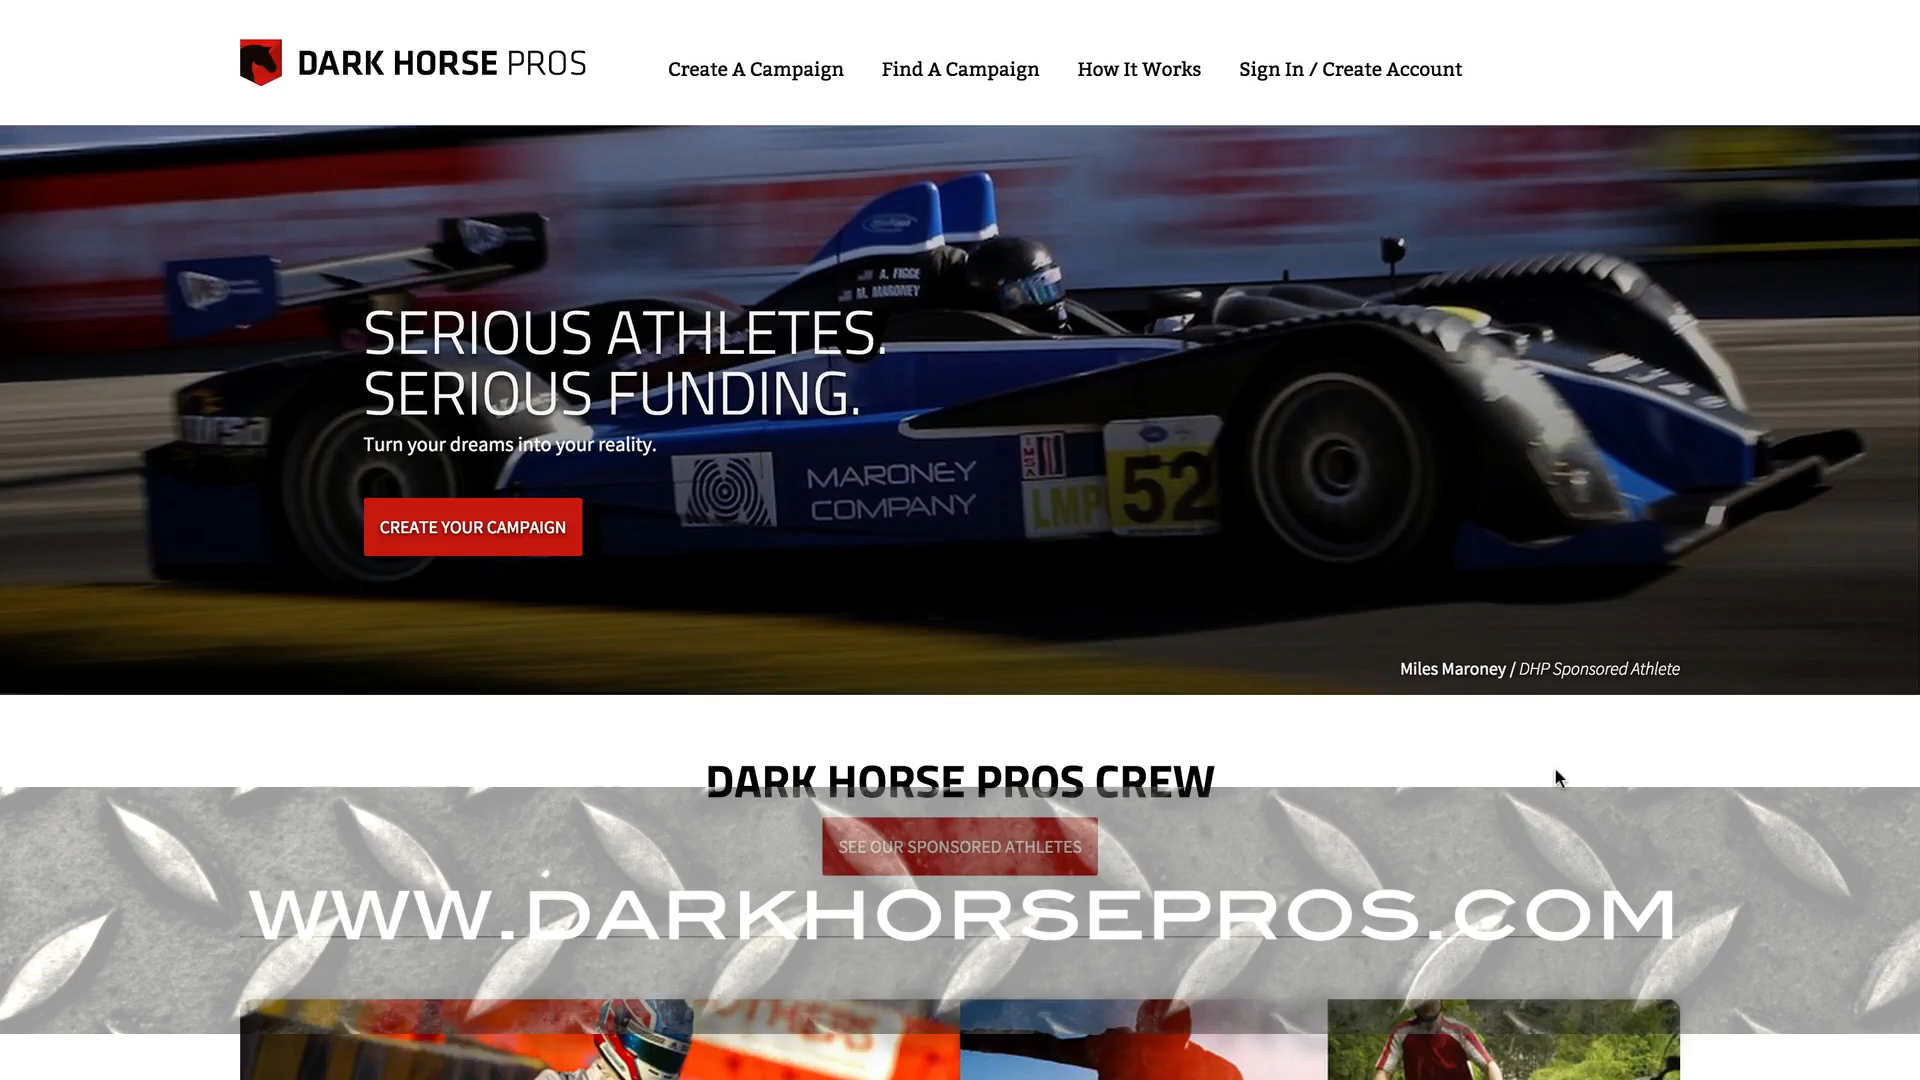 DARK HORSE PROS
Create A Campaign
Find A Campaign
How It Works
Sign In / Create Account
A. FIGGE
M. MARONEY
SERIOUS ATHLETES.
SERIOUS FUNDING.
Turn your dreams into your reality.
MARONEY
COMPANY
LMP
52
CREATE YOUR CAMPAIGN
Miles Maroney / DHP Sponsored Athlete
DARK HORSE PROS CREW
SEE OUR SPONSORED ATHLETES
WWW.DARKHORSEPROS.COM